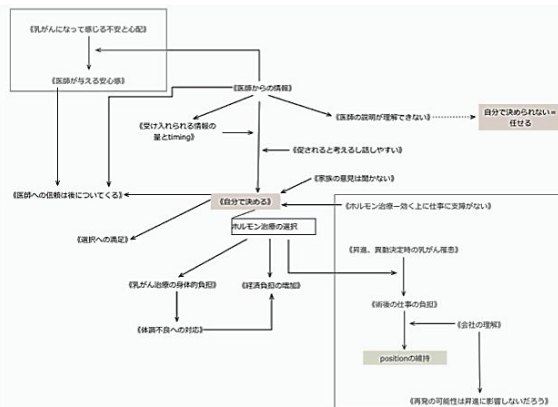 《乳がんになって感じる不安と心配》
《医師が与える安心感》
《医師からの情報》
《受け入れられる情報の
量とtiming》
《医師の説明が理解できない》
自分で決められない＝
任せる
《促されると考えるし話しやすい》
《家族の意見は聞かない》
《医師への信頼は後についてくる》
《自分で決める》
《ホルモン治療ー効く上に仕事に支障がない》
ホルモン治療の選択
《選択への満足》
《昇進、異動決定時の乳がん罹患》
《乳がん治療の身体的負担》
《経済負担の増加》
《術後の仕事の負担》
《体調不良への対応》
《会社の理解》
positionの維持
《再発の可能性は昇進に影響しないだろう》